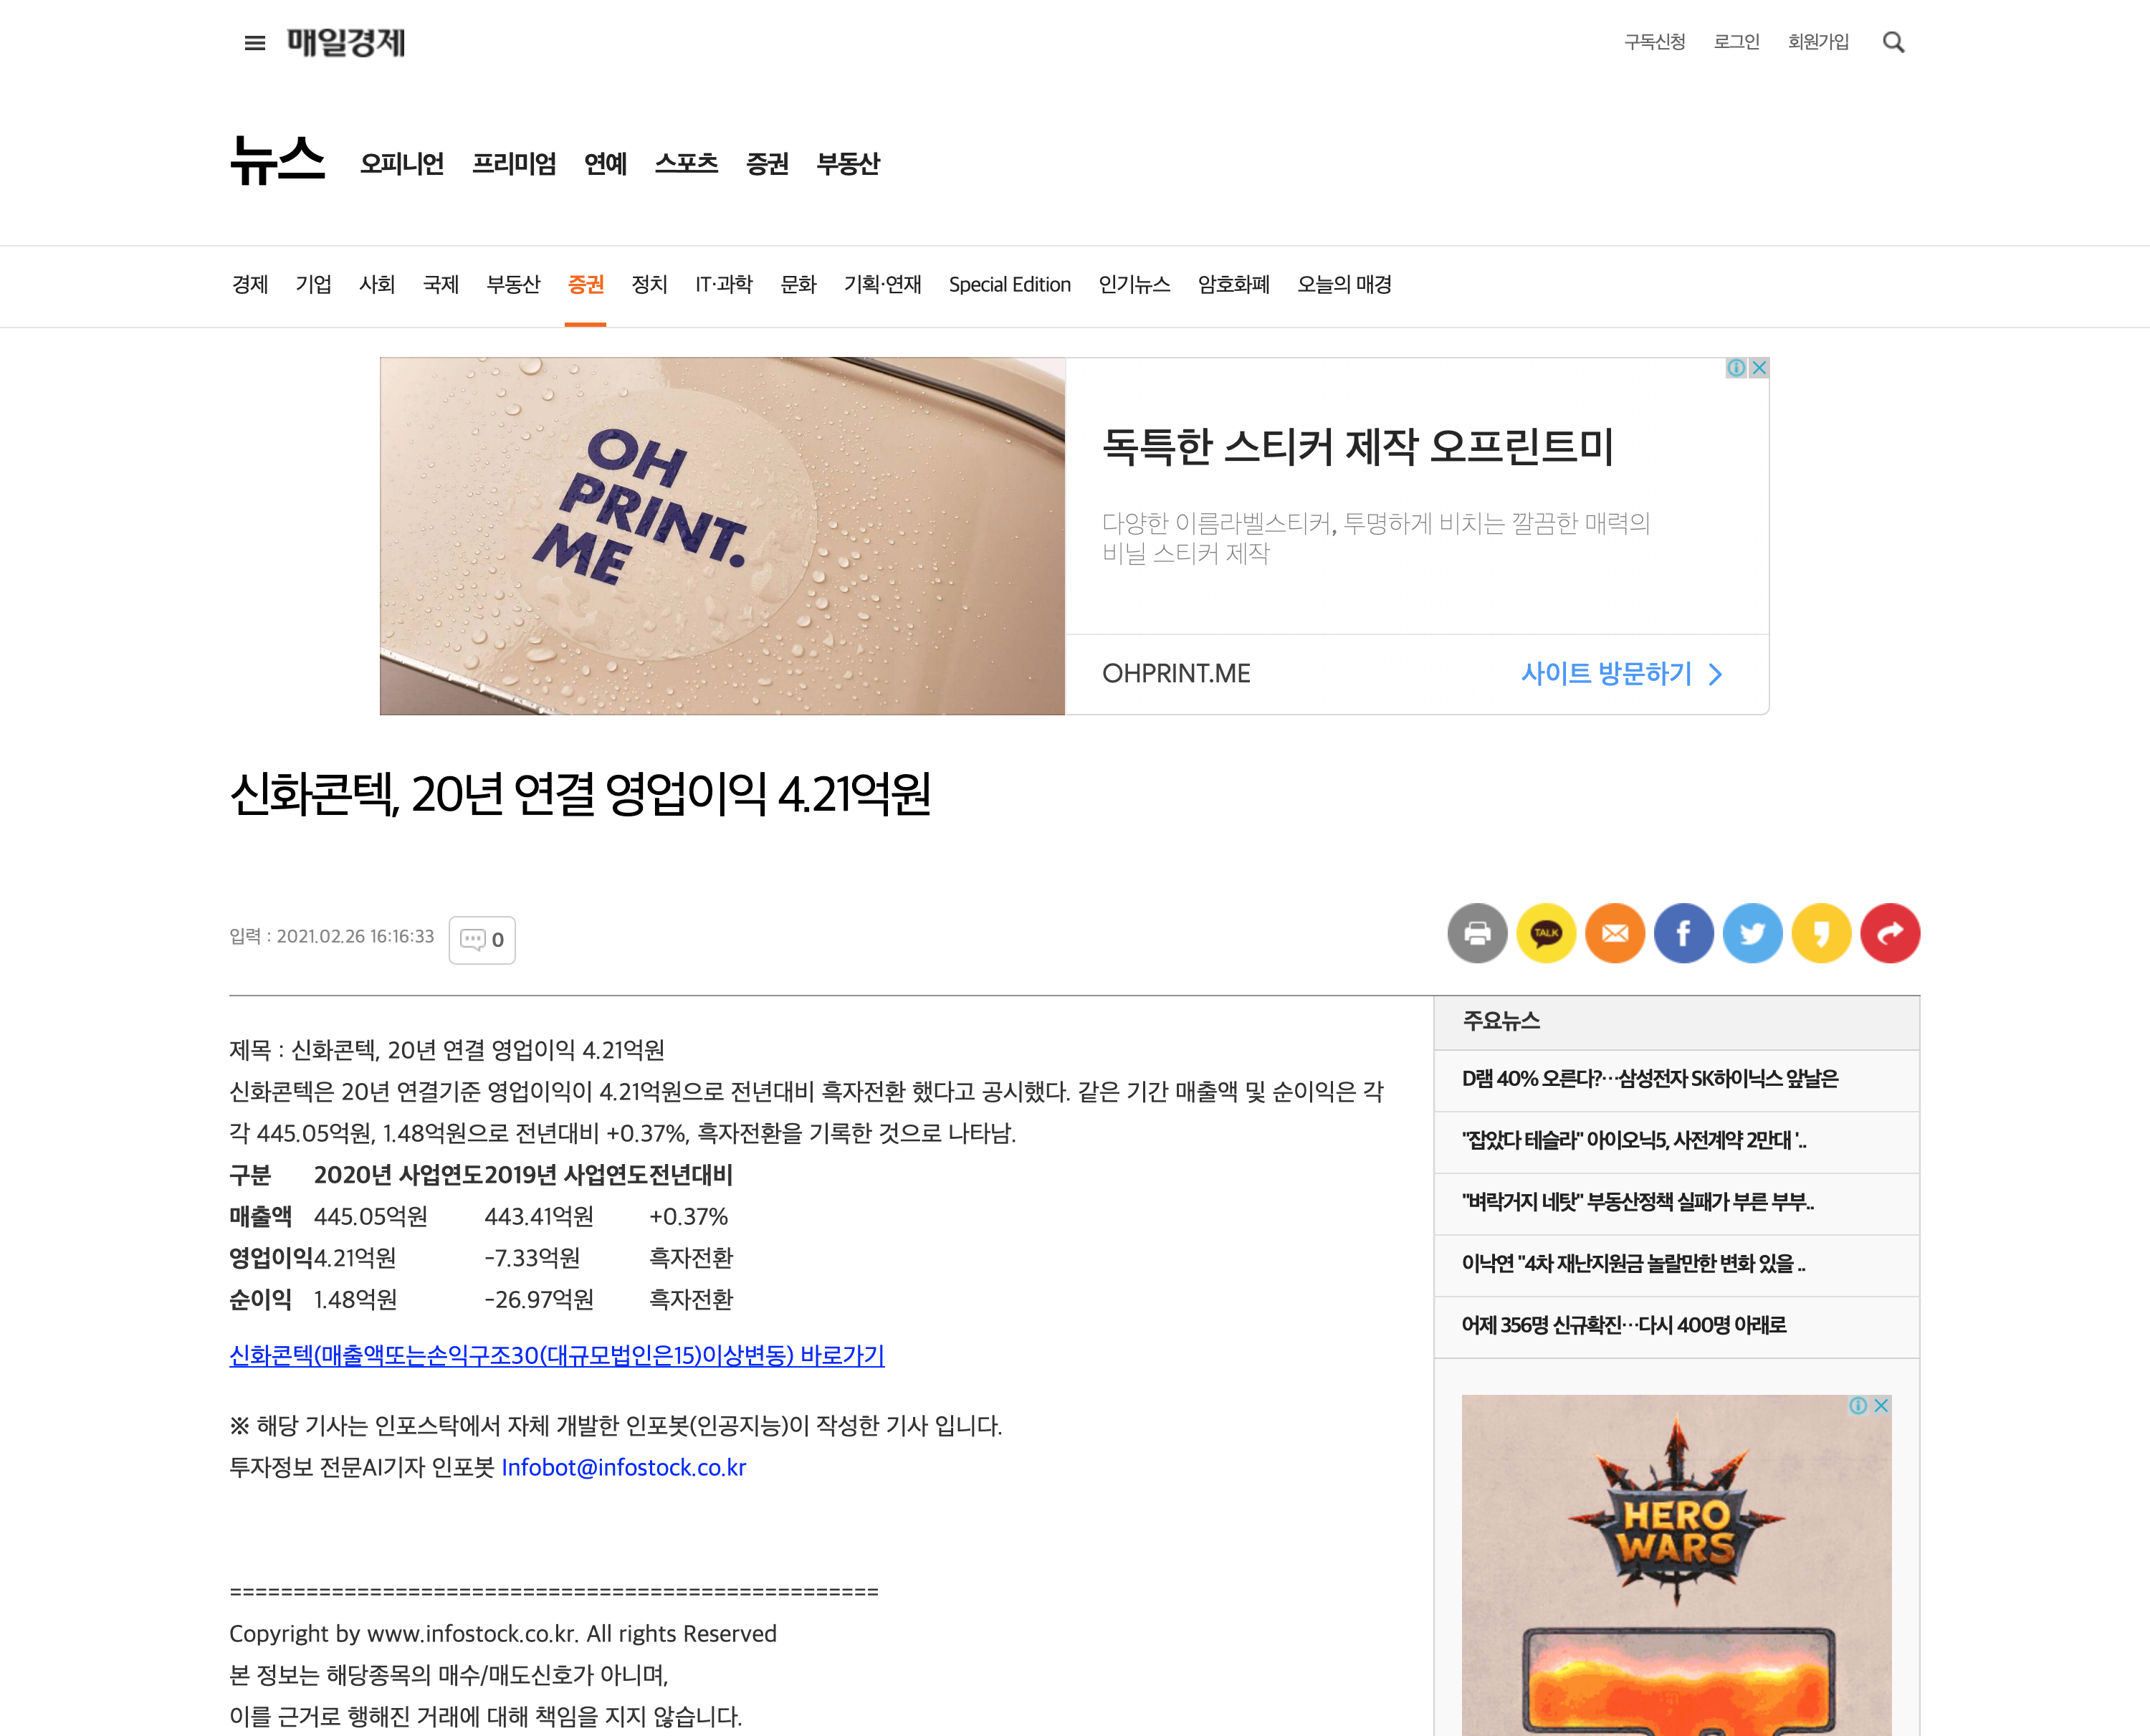 매일경제
구독신청 로그인 회원가입
뉴스 오피니언 프리미엄 연예 스포츠 증권 부동산
경제 기업 사회 국제 부동산 증권 정치 IT·과학 문화 기획·연재 Special Edition 인기뉴스 암호화폐 오늘의 매경
OH
PRINT.
ME
독특한 스티커 제작 오프린트미
다양한 이름라벨스티커, 투명하게 비치는 깔끔한 매력의
비닐 스티커 제작
OHPRINT.ME 사이트 방문하기
신화콘텍, 20년 연결 영업이익 4.21억원
입력 : 2021.02.26 16:16:33 0
TALK
제목 : 신화콘텍, 20년 연결 영업이익 4.21억원
신화콘텍은 20년 연결기준 영업이익이 4.21억원으로 전년대비 흑자전환 했다고 공시했다. 같은 기간 매출액 및 순이익은 각
각 445.05억원, 1.48억원으로 전년대비 +0.37%, 흑자전환을 기록한 것으로 나타남.
구분 2020년 사업연도 2019년 사업연도 전년대비
매출액 445.05억원 443.41억원 +0.37%
영업이익 4.21억원 -7.33억원 흑자전환
순이익 1.48억원 -26.97억원 흑자전환
신화콘텍(매출액또는손익구조30(대규모법인은15)이상변동) 바로가기
※ 해당 기사는 인포스탁에서 자체 개발한 인포봇(인공지능)이 작성한 기사 입니다.
투자정보 전문AI기자 인포봇 Infobot@infostock.co.kr
===================================================
Copyright by www.infostock.co.kr. All rights Reserved
본 정보는 해당종목의 매수/매도신호가 아니며,
이를 근거로 행해진 거래에 대해 책임을 지지 않습니다.
주요뉴스
D램 40% 오른다?…삼성전자 SK하이닉스 앞날은
"잡았다 테슬라" 아이오닉5, 사전계약 2만대 '..
"벼락거지 네탓" 부동산정책 실패가 부른 부부..
이낙연 "4차 재난지원금 놀랄만한 변화 있을 ..
어제 356명 신규확진…다시 400명 아래로
HERO
WARS